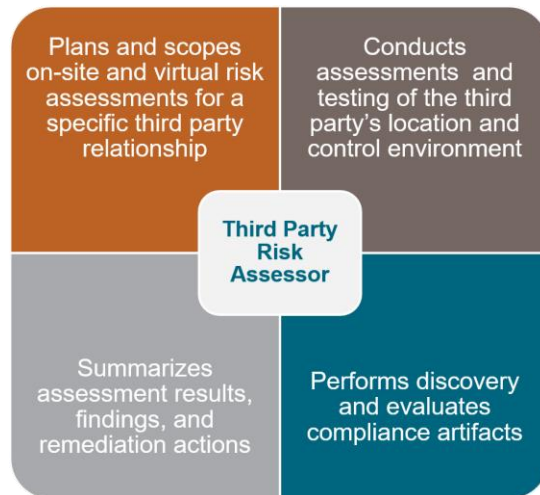 Plans and scopes
on-site and virtual risk
assessments for a
specific third party
relationship
Conducts
assessments and
testing of the third
party's location and
control environment
Third Party
Risk
Assessor
Summarizes
assessment results,
findings, and
remediation actions
Performs discovery
and evaluates
compliance artifacts